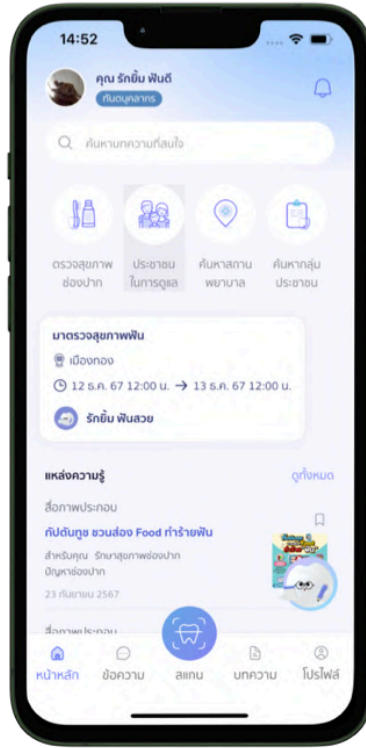 14:52
คุณ รักยิ้ม ฟันดี
ทันตบุคลากร
ค้นหาบทความที่สนใจ
ตรวจสุขภาพ
ช่องปาก
ประชาชน
ในการดูแล
ค้นหาสถาน
พยาบาล
ค้นหากลุ่ม
ประชาชน
มาตรวจสุขภาพฟัน
เมืองทอง
12 ธ.ค. 67 12:00 น. → 13 ธ.ค. 67 12:00 น.
รักยิ้ม ฟันสวย
แหล่งความรู้
ดูทั้งหมด
สื่อภาพประกอบ
กัปตันทูช ชวนส่อง Food ทำร้ายฟัน
สำหรับคุณ รักษาสุขภาพช่องปาก
ปัญหาช่องปาก
23 กันยายน 2567
สื่อภาพประกอบ
หน้าหลัก
ข้อความ
สแกน
บทความ
โปรไฟล์